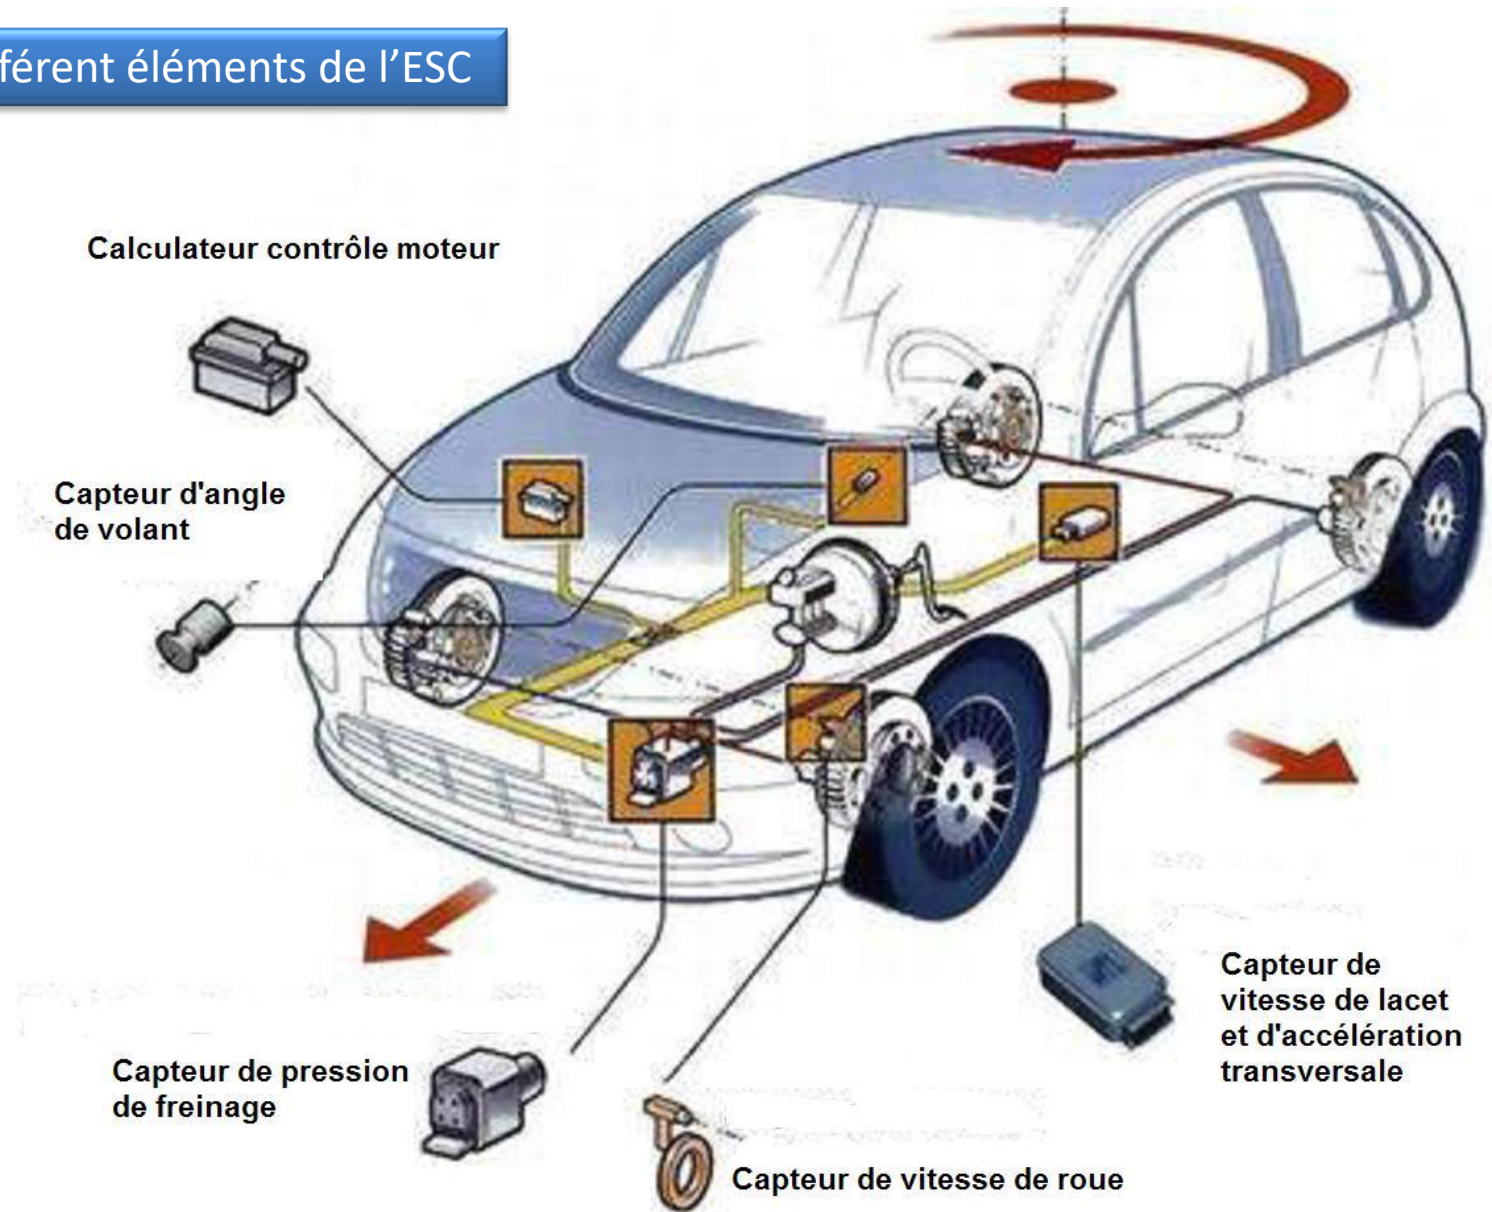 férent éléments de l’ESC
Calculateur contrôle moteur
Capteur d'angle
de volant
Capteur de
vitesse de lacet
et d'accélération
transversale
Capteur de pression
de freinage
Capteur de vitesse de roue